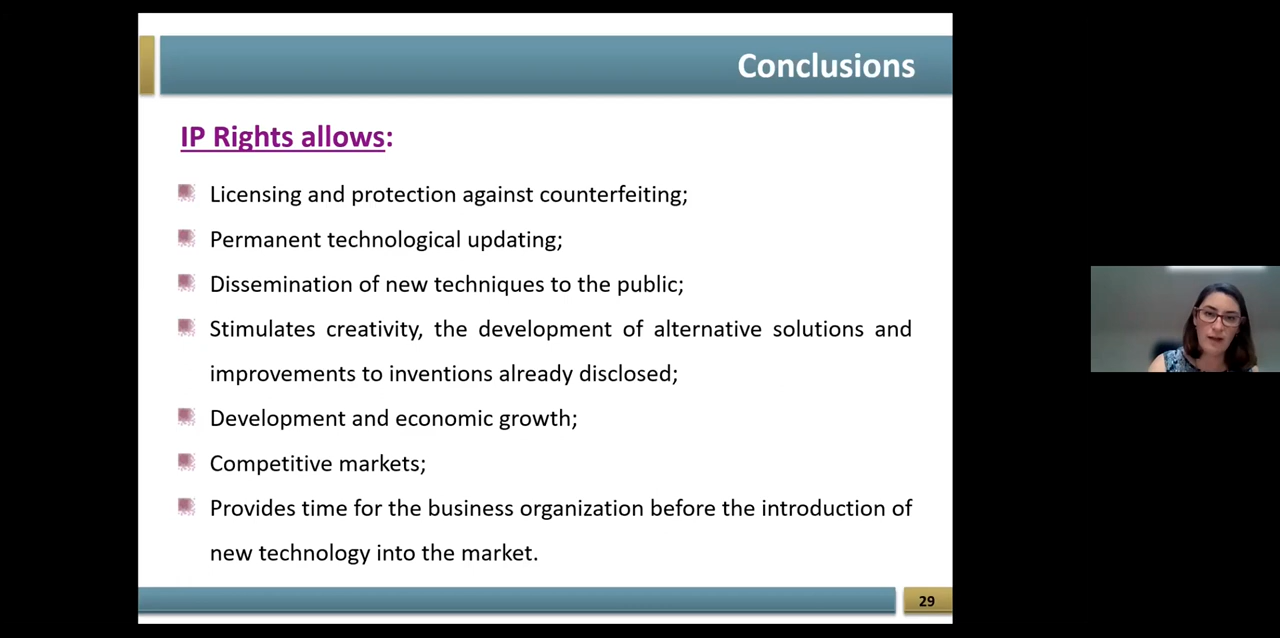 Conclusions
IP Rights allows:
Licensing and protection against counterfeiting;
Permanent technological updating;
Dissemination of new techniques to the public;
Stimulates creativity, the development of alternative solutions and
improvements to inventions already disclosed;
Development and economic growth;
Competitive markets;
Provides time for the business organization before the introduction of
new technology into the market.
29